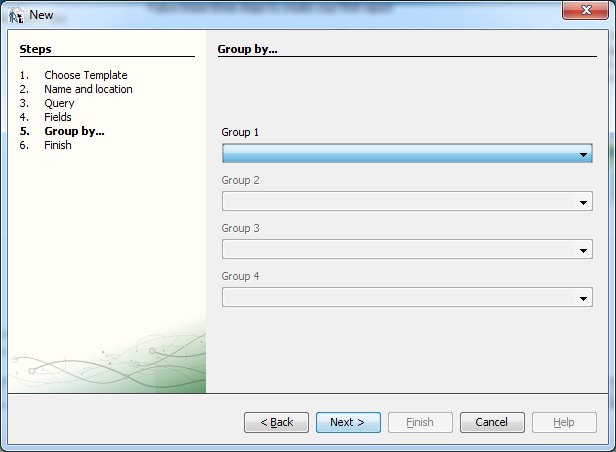 New
Steps
1. Choose Template
2. Name and location
3. Query
4. Fields
5. Group by...
6. Finish
Group by...
Group 1
Group 2
Group 3
Group 4
< Back
Next >
Finish
Cancel
Help